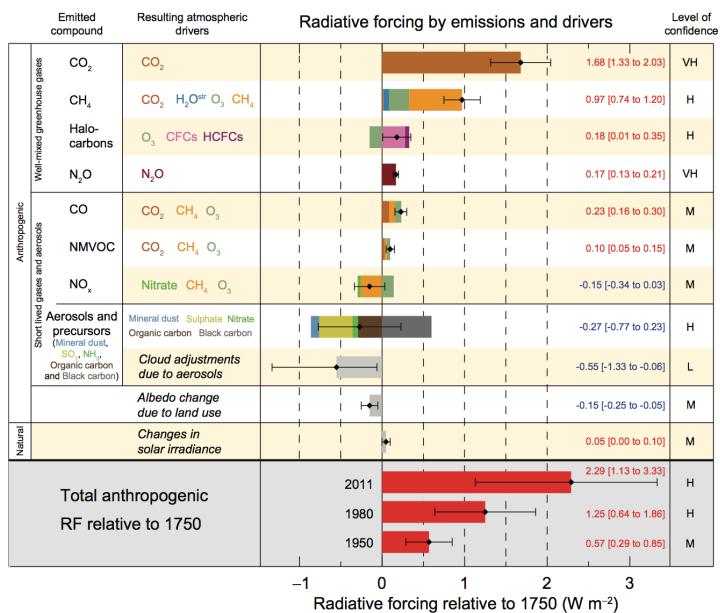 Emitted compound
Resulting atmospheric drivers
Radiative forcing by emissions and drivers
Level of confidence
Anthropogenic
Natural
Well-mixed greenhouse gases
Short lived gases and aerosols
CO₂ CO₂ 1.68 [1.33 to 2.03] VH
CH₄ CO₂ H₂Oˢᵗʳ O₃ CH₄ 0.97 [0.74 to 1.20] H
Halo-
carbons O₃ CFCs HCFCs 0.18 [0.01 to 0.35] H
N₂O N₂O 0.17 [0.13 to 0.21] VH
CO CO₂ CH₄ O₃ 0.23 [0.16 to 0.30] M
NMVOC CO₂ CH₄ O₃ 0.10 [0.05 to 0.15] M
NOₓ Nitrate CH₄ O₃ -0.15 [-0.34 to 0.03] M
Aerosols and
precursors
(Mineral dust,
SO₂, NH₃,
Organic carbon
and Black carbon)
Mineral dust Sulphate Nitrate
Organic carbon Black carbon
-0.27 [-0.77 to 0.23] H
Cloud adjustments
due to aerosols
-0.55 [-1.33 to -0.06] L
Albedo change
due to land use
-0.15 [-0.25 to -0.05] M
Changes in
solar irradiance
0.05 [0.00 to 0.10] M
Total anthropogenic
RF relative to 1750
2011 2.29 [1.13 to 3.33] H
1980 1.25 [0.64 to 1.86] H
1950 0.57 [0.29 to 0.85] M
−1 0 1 2 3
Radiative forcing relative to 1750 (W m⁻²)